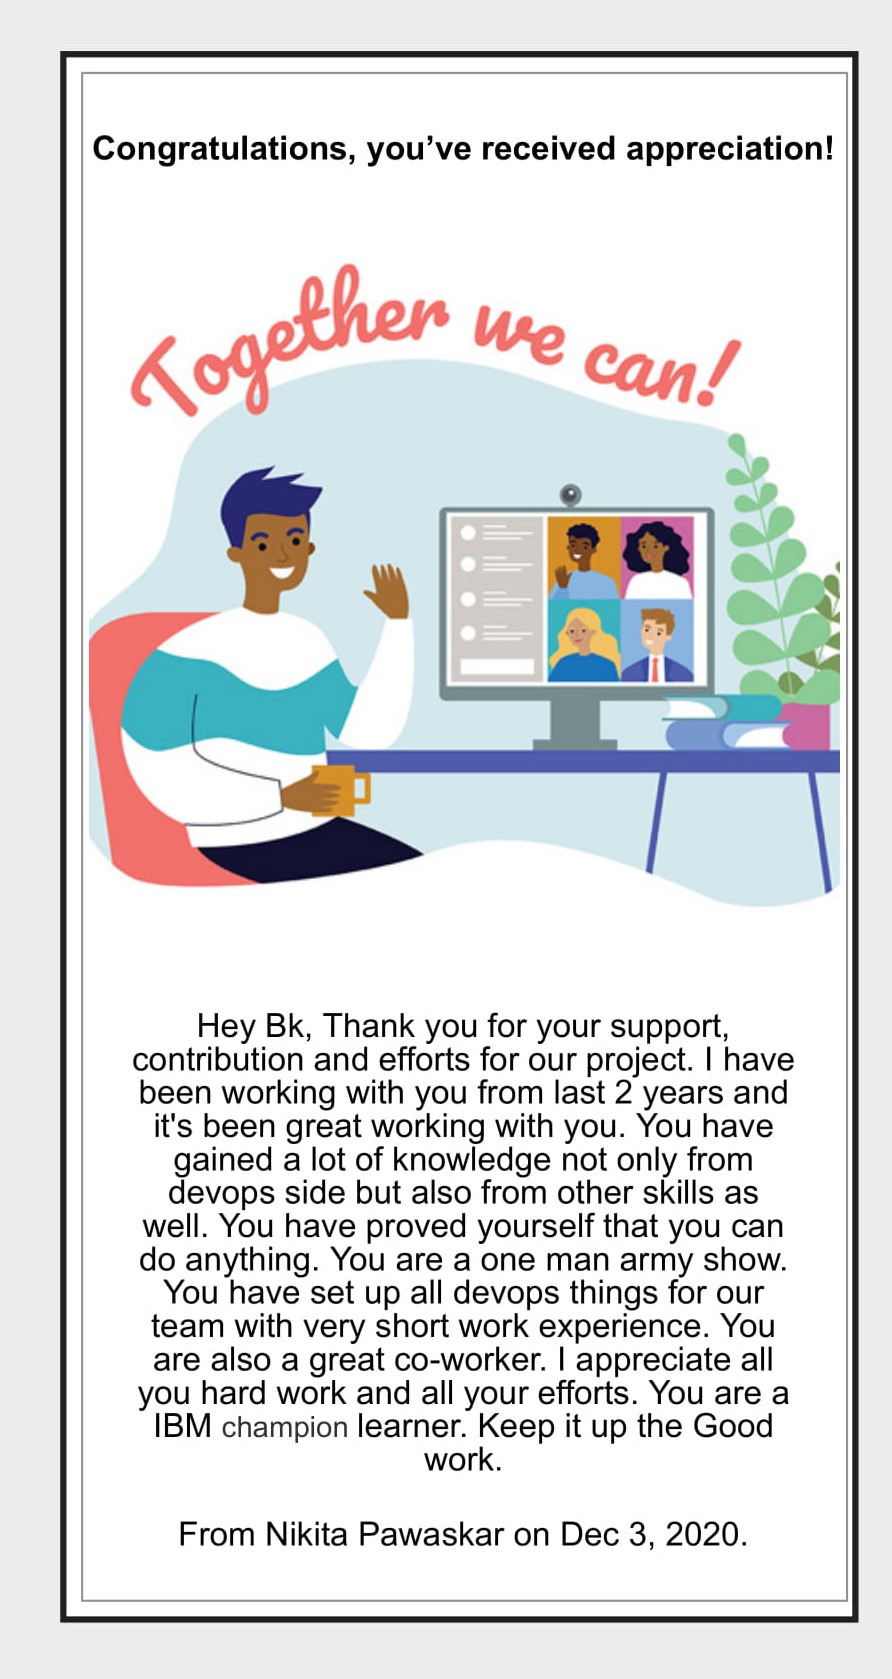 Congratulations, you’ve received appreciation!
Together we can!
Hey Bk, Thank you for your support,
contribution and efforts for our project. I have
been working with you from last 2 years and
it's been great working with you. You have
gained a lot of knowledge not only from
devops side but also from other skills as
well. You have proved yourself that you can
do anything. You are a one man army show.
You have set up all devops things for our
team with very short work experience. You
are also a great co-worker. I appreciate all
you hard work and all your efforts. You are a
IBM champion learner. Keep it up the Good
work.
From Nikita Pawaskar on Dec 3, 2020.